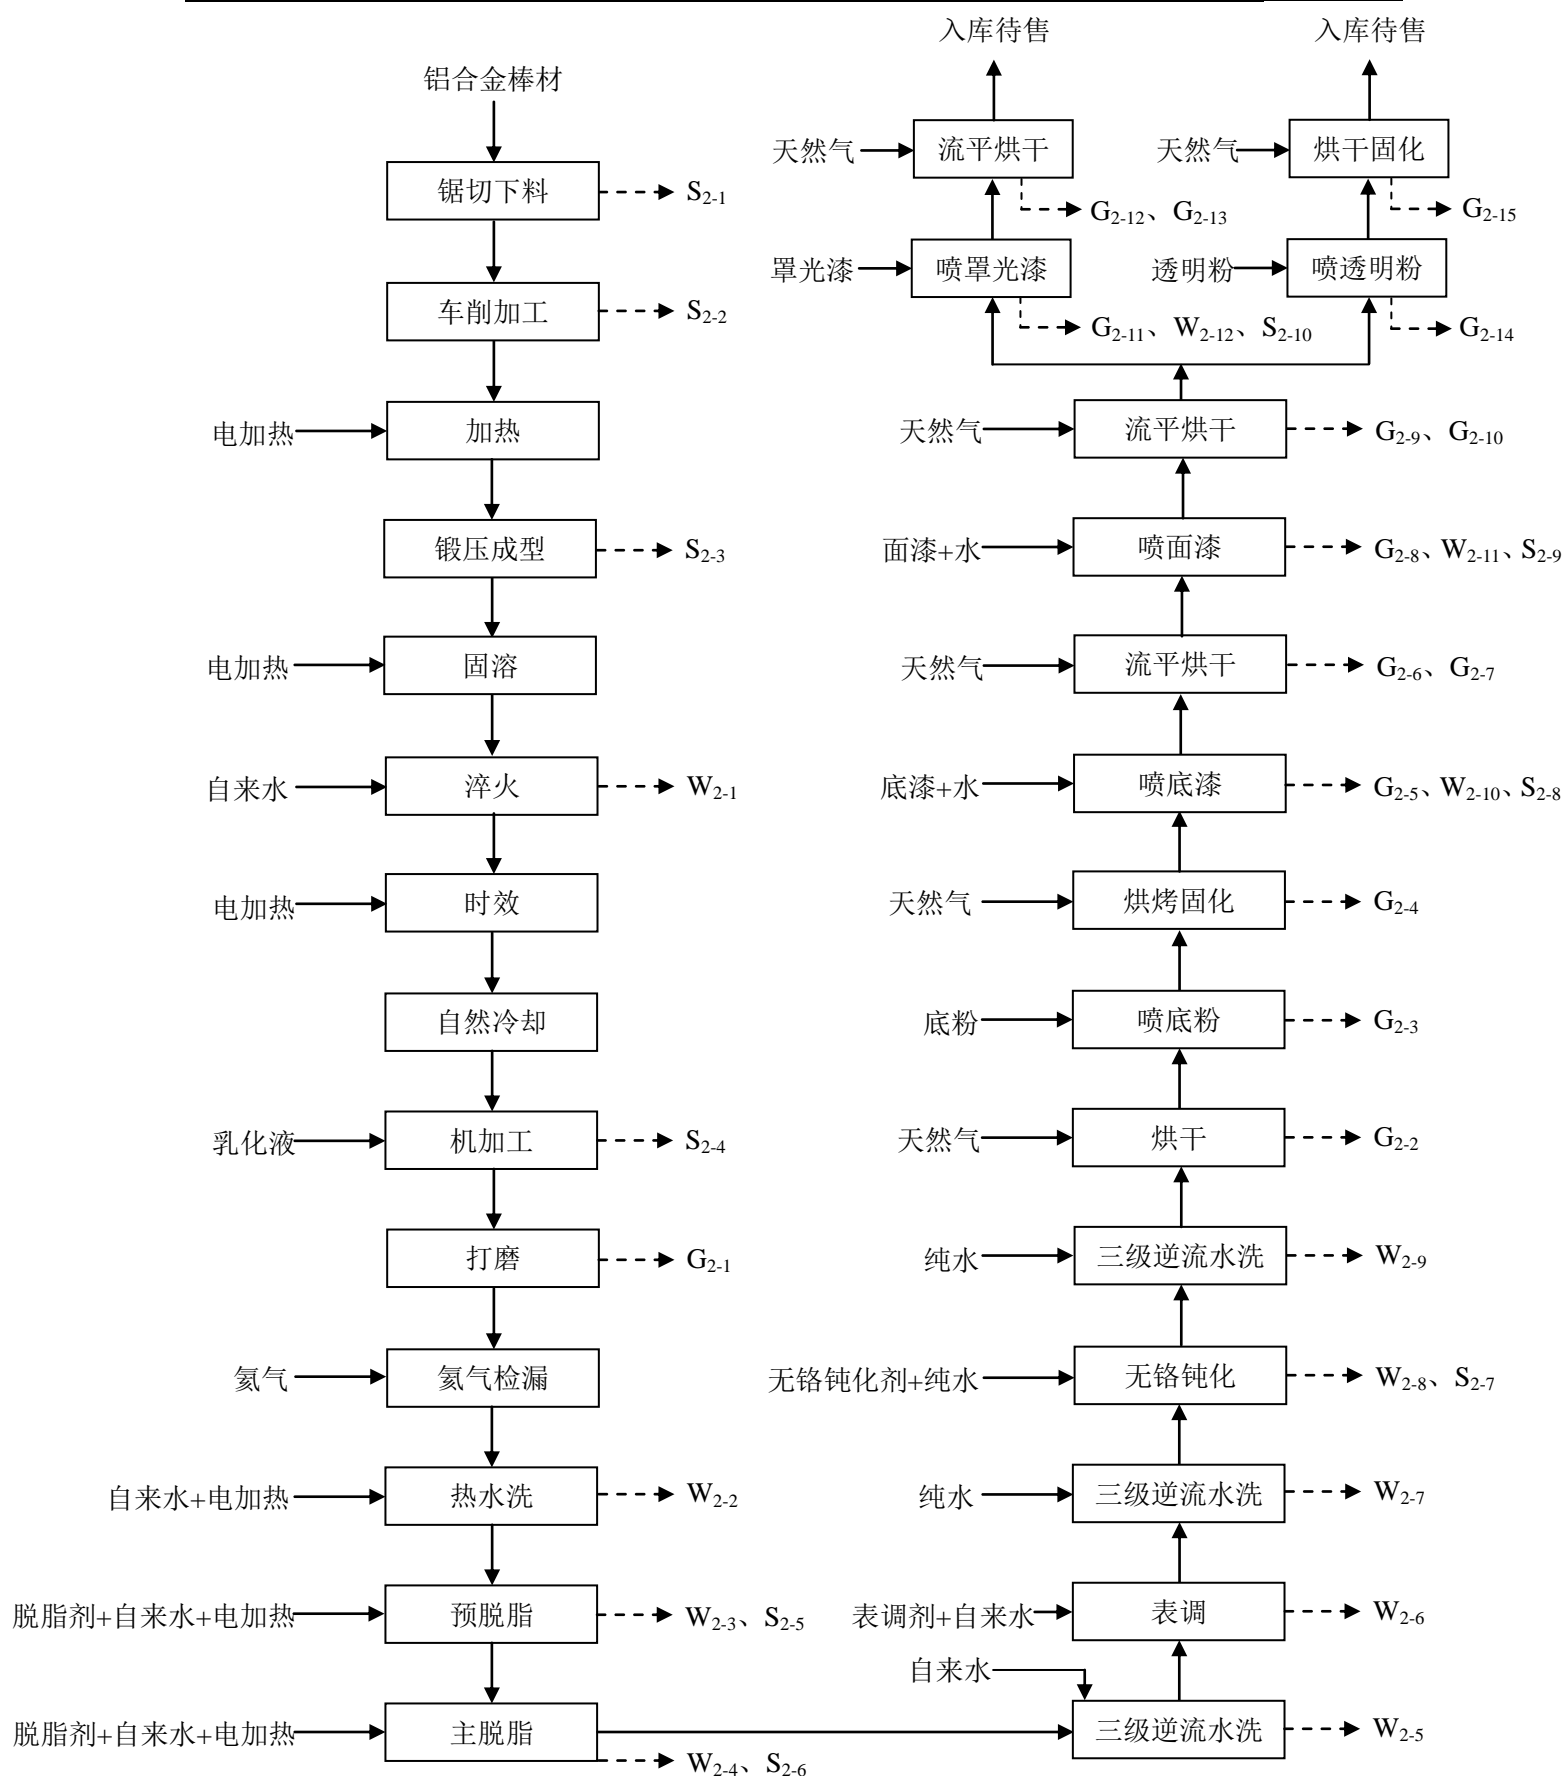 铝合金棒材
锯切下料
S2-1
车削加工
S2-2
电加热
加热
锻压成型
S2-3
电加热
固溶
自来水
淬火
W2-1
电加热
时效
自然冷却
乳化液
机加工
S2-4
打磨
G2-1
氦气
氦气检漏
自来水+电加热
热水洗
W2-2
脱脂剂+自来水+电加热
预脱脂
W2-3、S2-5
脱脂剂+自来水+电加热
主脱脂
W2-4、S2-6
自来水
三级逆流水洗
W2-5
表调剂+自来水
表调
W2-6
纯水
三级逆流水洗
W2-7
无铬钝化剂+纯水
无铬钝化
W2-8、S2-7
纯水
三级逆流水洗
W2-9
天然气
烘干
G2-2
底粉
喷底粉
G2-3
天然气
烘烤固化
G2-4
底漆+水
喷底漆
G2-5、W2-10、S2-8
天然气
流平烘干
G2-6、G2-7
面漆+水
喷面漆
G2-8、W2-11、S2-9
天然气
流平烘干
G2-9、G2-10
罩光漆
喷罩光漆
G2-11、W2-12、S2-10
天然气
流平烘干
G2-12、G2-13
入库待售
透明粉
喷透明粉
G2-14
天然气
烘干固化
G2-15
入库待售